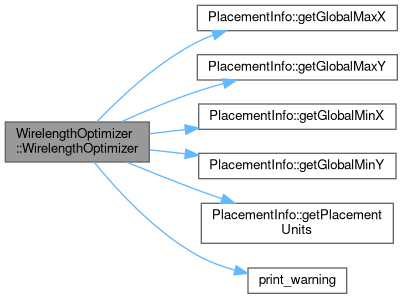 PlacementInfo::getGlobalMaxX
PlacementInfo::getGlobalMaxY
WirelengthOptimizer
::WirelengthOptimizer
PlacementInfo::getGlobalMinX
PlacementInfo::getGlobalMinY
PlacementInfo::getPlacement
Units
print_warning